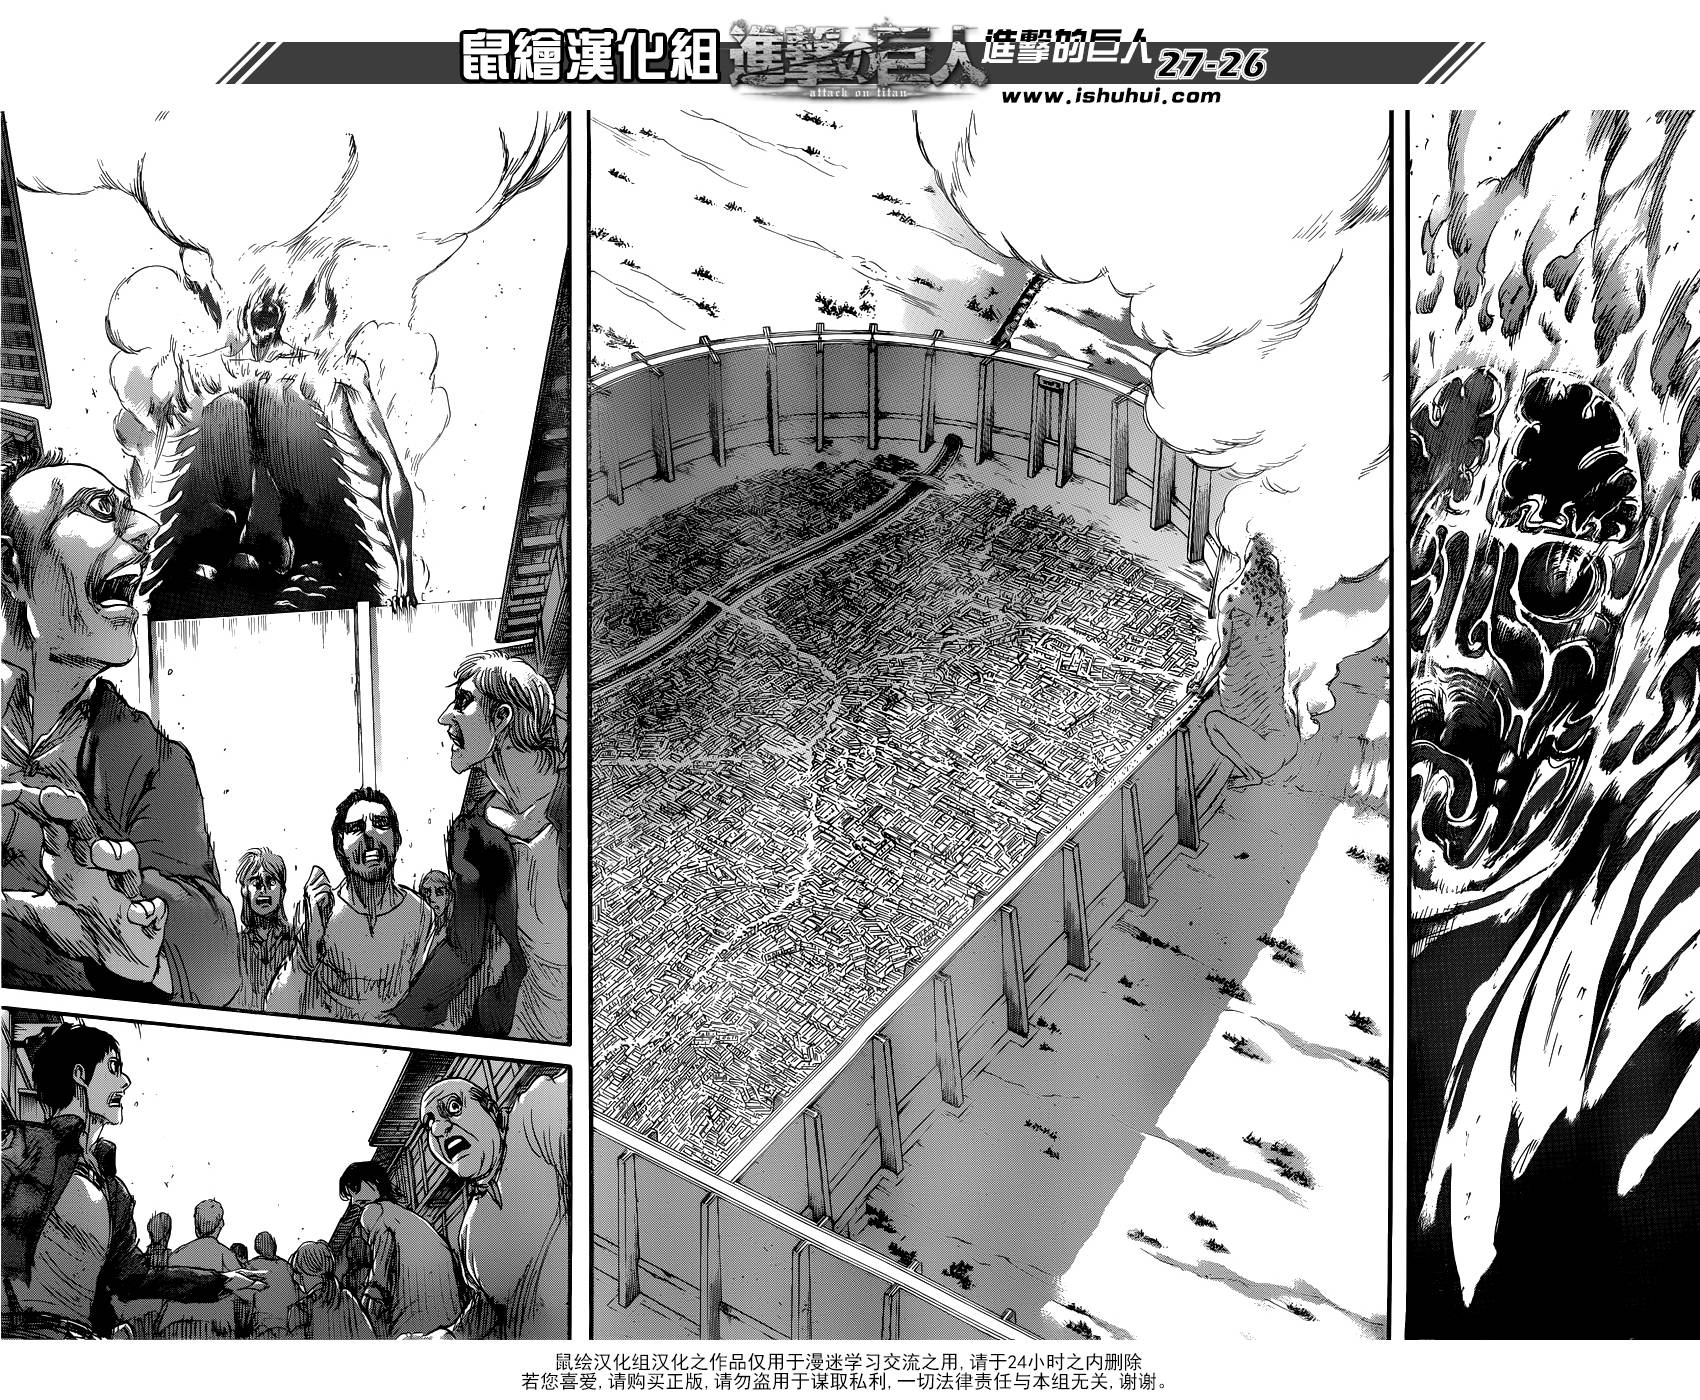 鼠繪漢化組 進撃の巨人 進擊的巨人 27-26
attack on titan
www.ishuhui.com
鼠绘汉化组汉化之作品仅用于漫迷学习交流之用,请于24小时之内删除
若您喜爱,请购买正版,请勿盗用于谋取私利,一切法律责任与本组无关,谢谢。